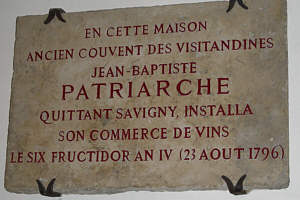 EN CETTE MAISON
ANCIEN COUVENT DES VISITANDINES
JEAN-BAPTISTE
PATRIARCHE
QUITTANT SAVIGNY, INSTALLA
SON COMMERCE DE VINS
LE SIX FRUCTIDOR AN IV (23 AOUT 1796)